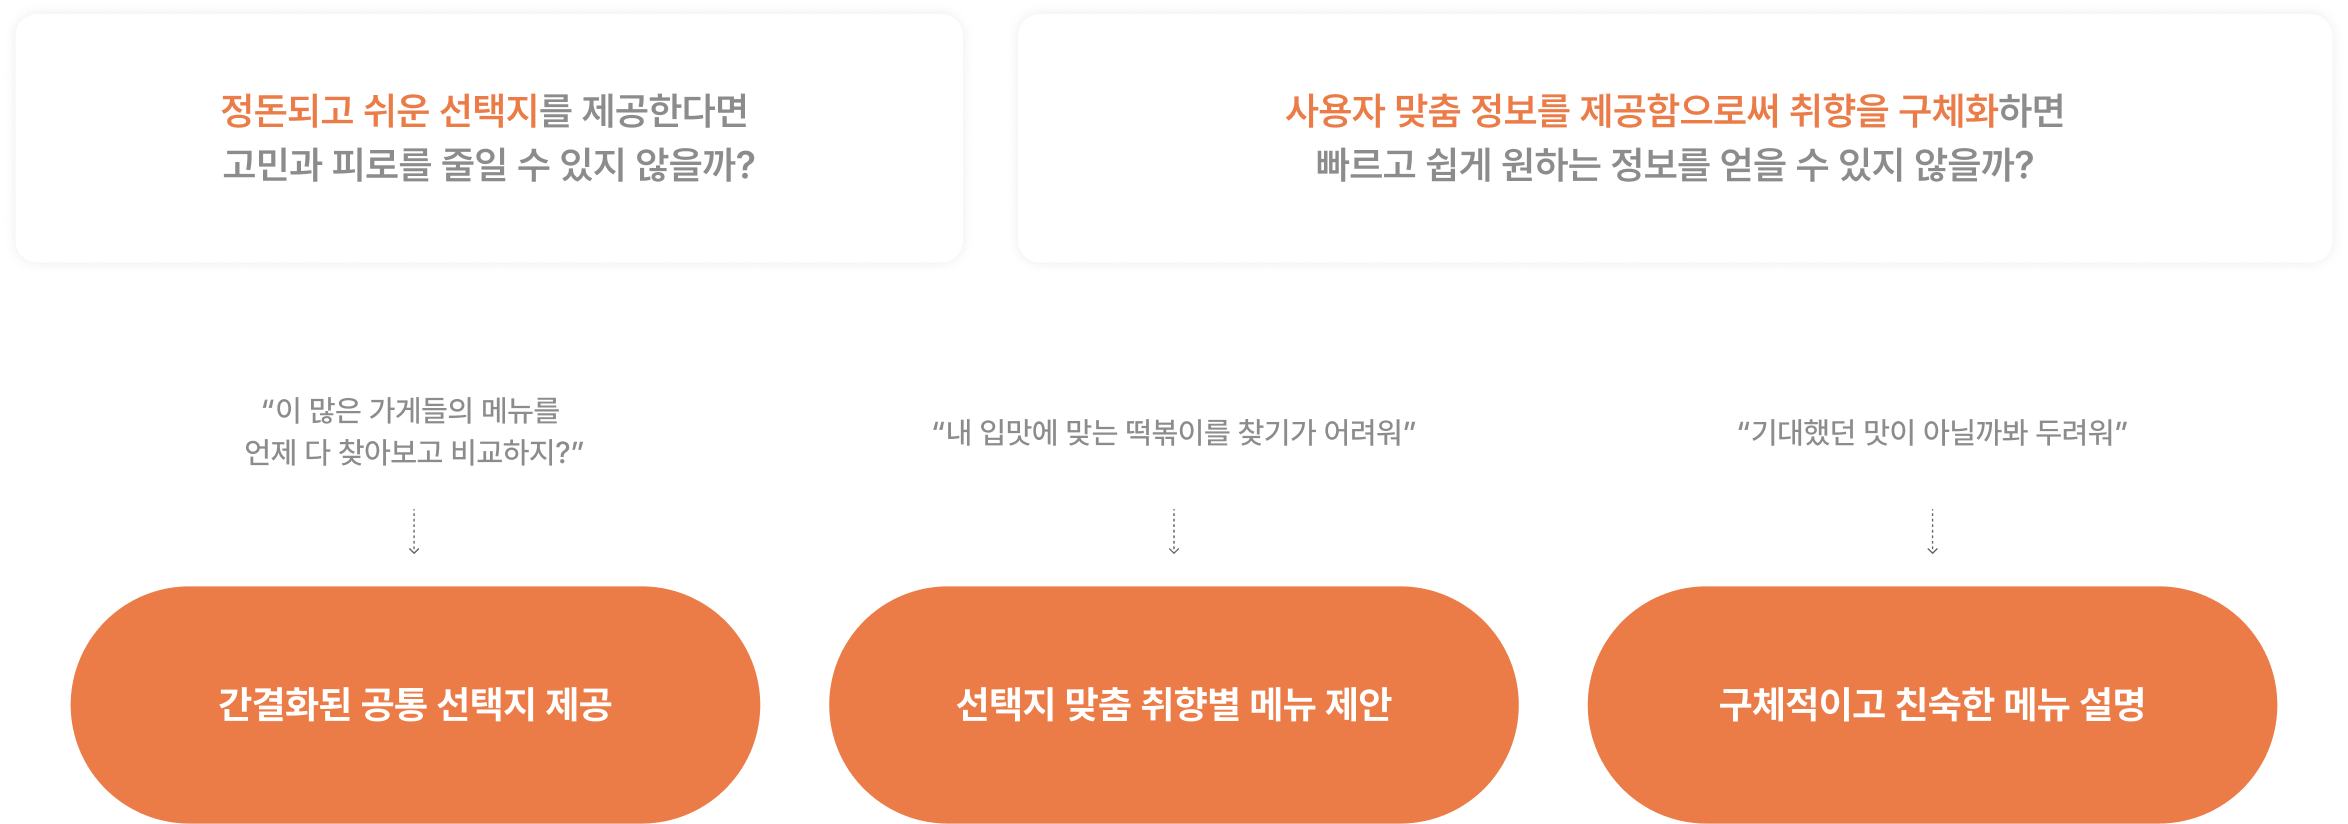 정돈되고 쉬운 선택지를 제공한다면
고민과 피로를 줄일 수 있지 않을까?
사용자 맞춤 정보를 제공함으로써 취향을 구체화하면
빠르고 쉽게 원하는 정보를 얻을 수 있지 않을까?
“이 많은 가게들의 메뉴를
언제 다 찾아보고 비교하지?”
“내 입맛에 맞는 떡볶이를 찾기가 어려워”
“기대했던 맛이 아닐까봐 두려워”
간결화된 공통 선택지 제공
선택지 맞춤 취향별 메뉴 제안
구체적이고 친숙한 메뉴 설명